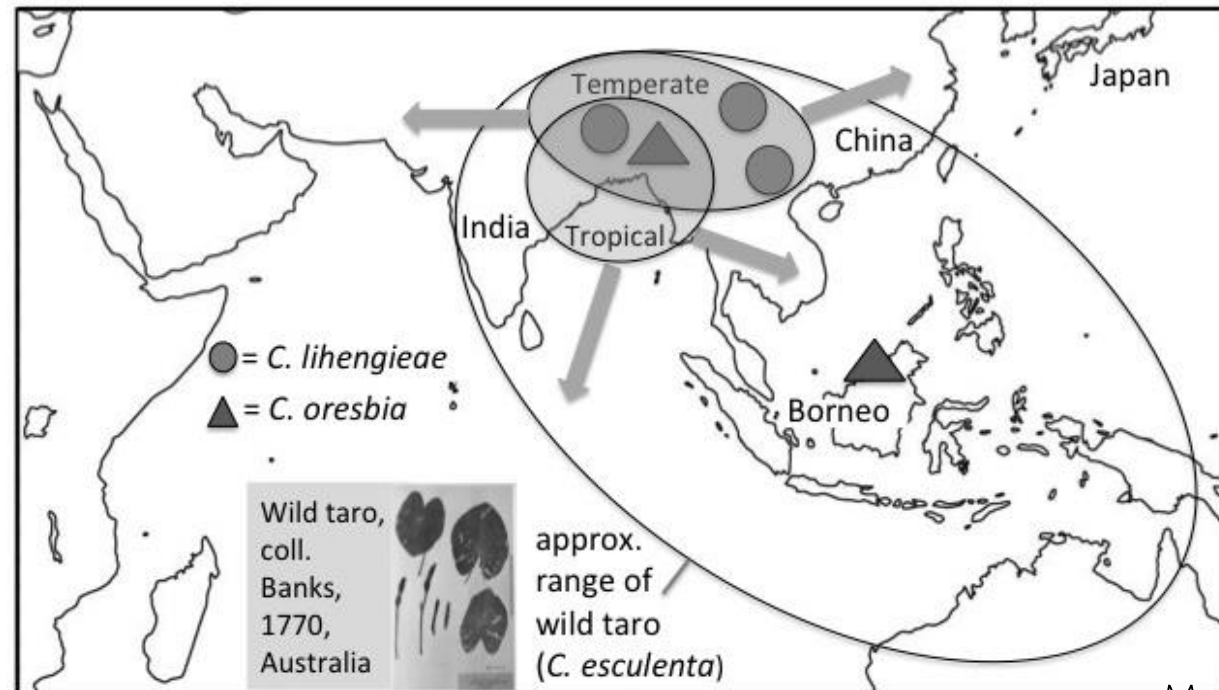 Temperate
Japan
China
India
Tropical
= C. lihengieae
= C. oresbia
Borneo
Wild taro,
coll.
Banks,
1770,
Australia
approx.
range of
wild taro
(C. esculenta)